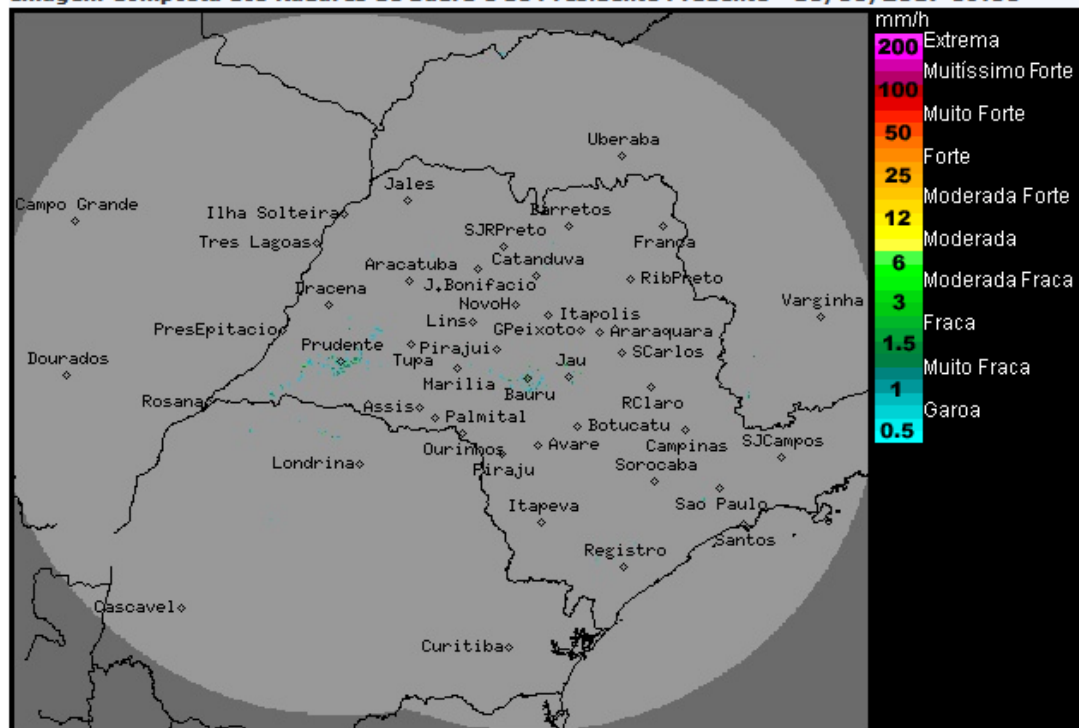 mm/h
200 Extrema
Muitíssimo Forte
100
Muito Forte
50
Forte
25
Moderada Forte
12
Moderada
6
Moderada Fraca
3
Fraca
1.5
Muito Fraca
1
Garoa
0.5
Uberaba
Jales
Campo Grande
Ilha Solteira
Barretos
Tres Lagoas
SJRPreto
Franca
Aracatuba
Catanduva
J.Bonifacio
RibPreto
Dracena
NovoH
Varginha
Itapolis
PresEpitacio
Lins
GPeixoto
Araraquara
Prudente
Pirajui
SCarlos
Dourados
Tupa
Jau
Marilia
Bauru
Rosana
Assis
RClaro
Palmital
Botucatu
Ourinhos
Avare
Campinas
SJCampos
Londrina
Piraju
Sorocaba
Itapeva
Sao Paulo
Santos
Registro
Cascavel
Curitiba